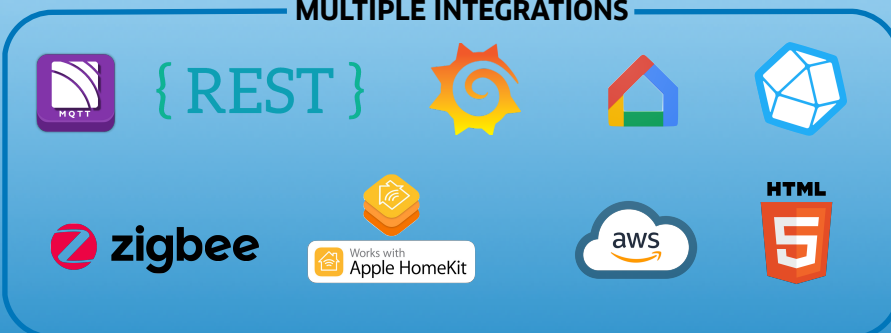 MULTIPLE INTEGRATIONS
MQTT
{ REST }
zigbee
Works with
Apple HomeKit
aws
HTML
5